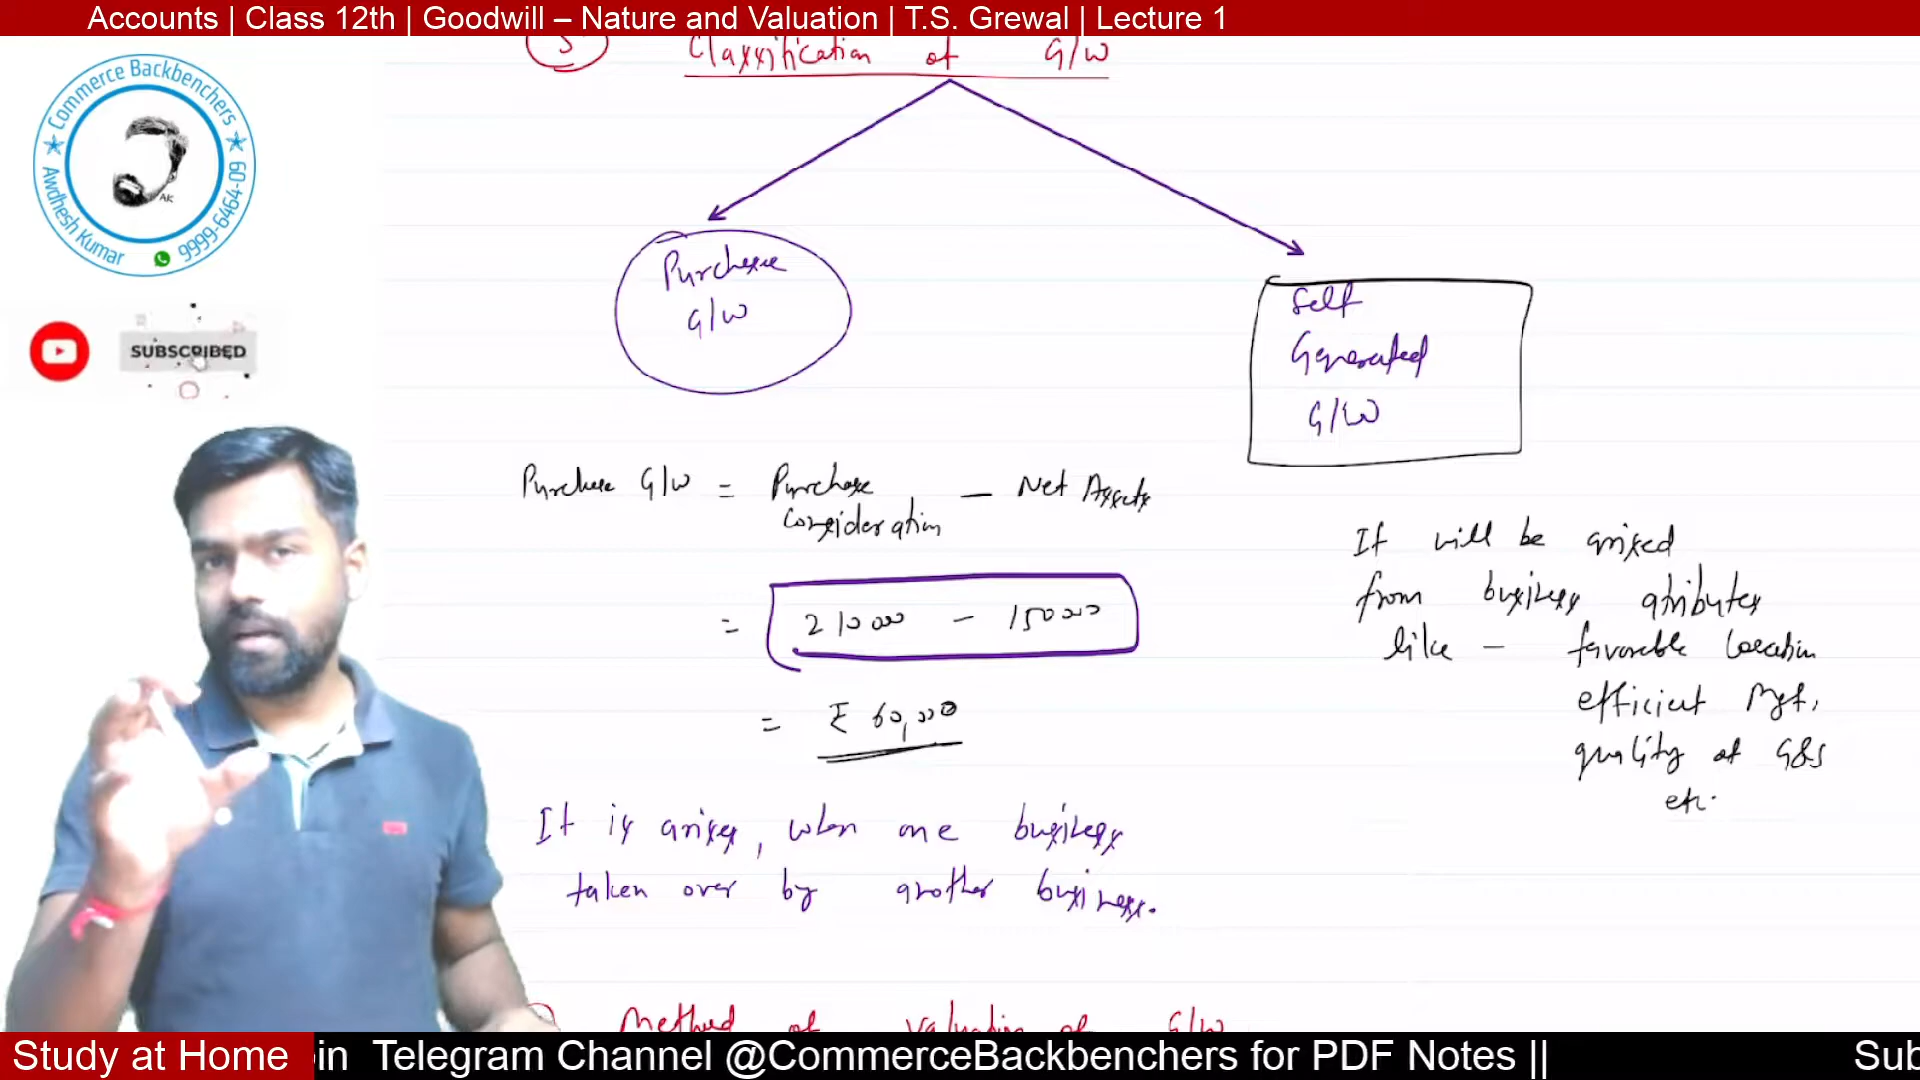 Accounts | Class 12th | Goodwill – Nature and Valuation | T.S. Grewal | Lecture 1
Commerce Backbenchers
Awdhesh Kumar
9999-6464-09
AK
SUBSCRIBED
3
Classification of G/W
Purchase
G/W
Self
Generated
G/W
Purchase G/W = Purchase Consideration – Net Assets
= 210000 – 150000
= ₹ 60,000
It is arises, when one business
taken over by another business.
It will be arised
from business atributes
like – favorable location
efficient Mgt,
quality of G&S
etc.
Method of valuation of G/W
Study at Home
in Telegram Channel @CommerceBackbenchers for PDF Notes ||
Sub